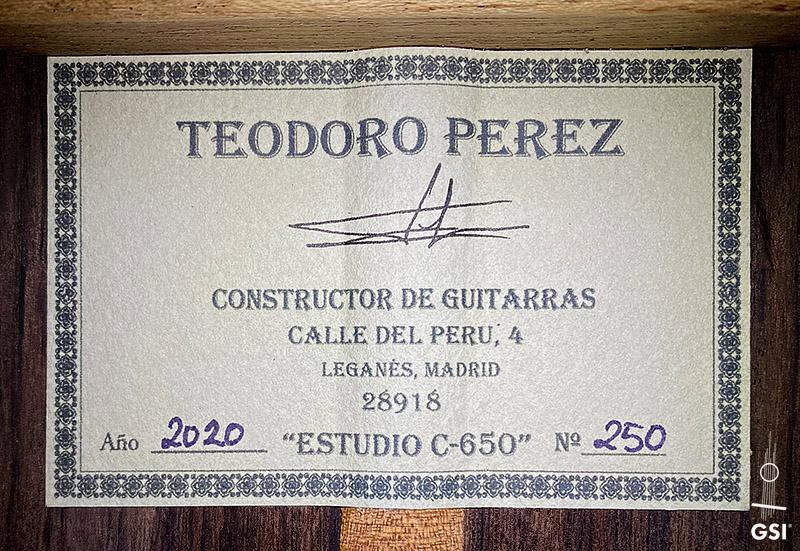 TEODORO PEREZ
CONSTRUCTOR DE GUITARRAS
CALLE DEL PERU, 4
LEGANÉS, MADRID
28918
Año 2020 "ESTUDIO C-650" Nº 250
GSI